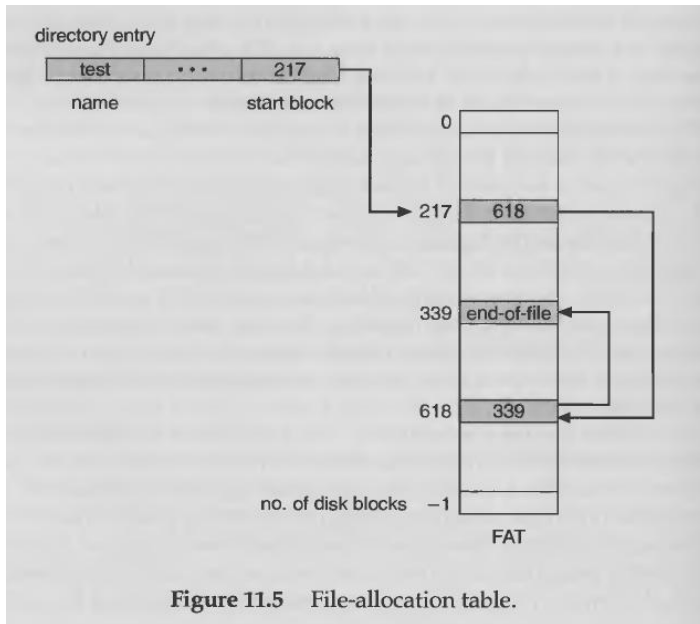 directory entry
test ••• 217
name start block
0
217 618
339 end-of-file
618 339
no. of disk blocks –1
FAT
Figure 11.5 File-allocation table.